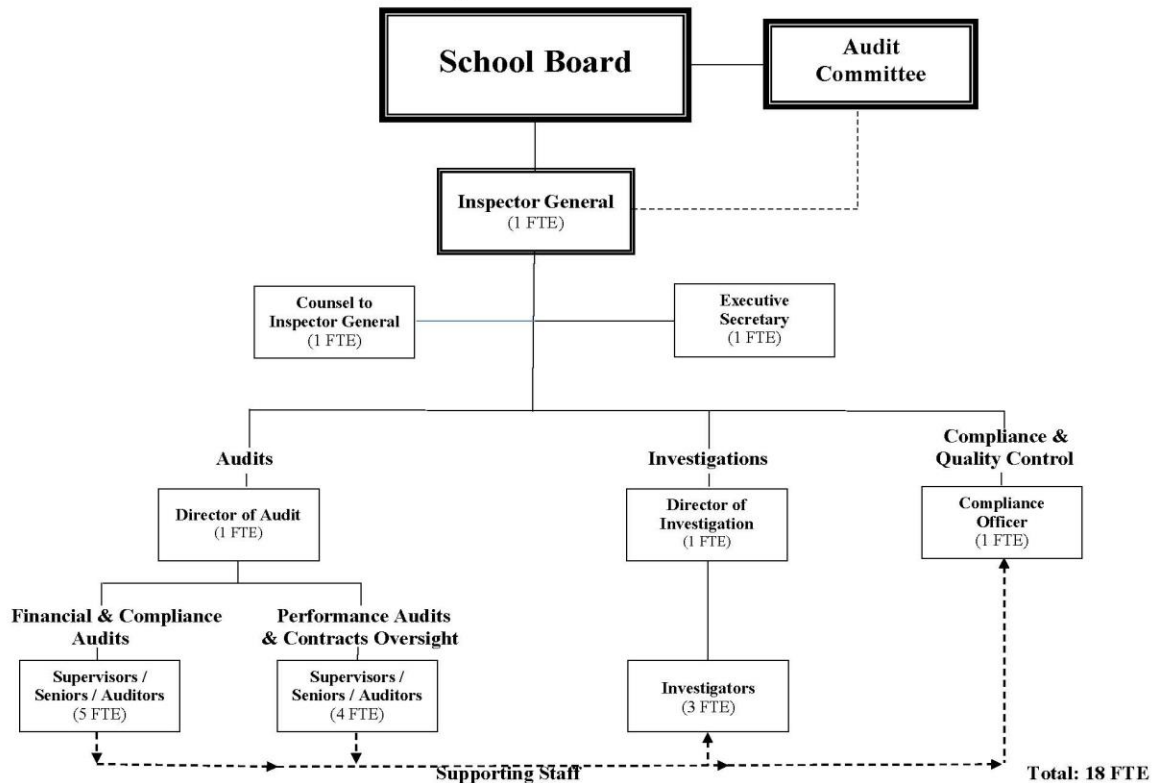 School Board
Audit
Committee
Inspector General
(1 FTE)
Counsel to
Inspector General
(1 FTE)
Executive
Secretary
(1 FTE)
Audits
Investigations
Compliance &
Quality Control
Director of Audit
(1 FTE)
Director of
Investigation
(1 FTE)
Compliance
Officer
(1 FTE)
Financial & Compliance
Audits
Performance Audits
& Contracts Oversight
Supervisors /
Seniors / Auditors
(5 FTE)
Supervisors /
Seniors / Auditors
(4 FTE)
Investigators
(3 FTE)
Supporting Staff
Total: 18 FTE